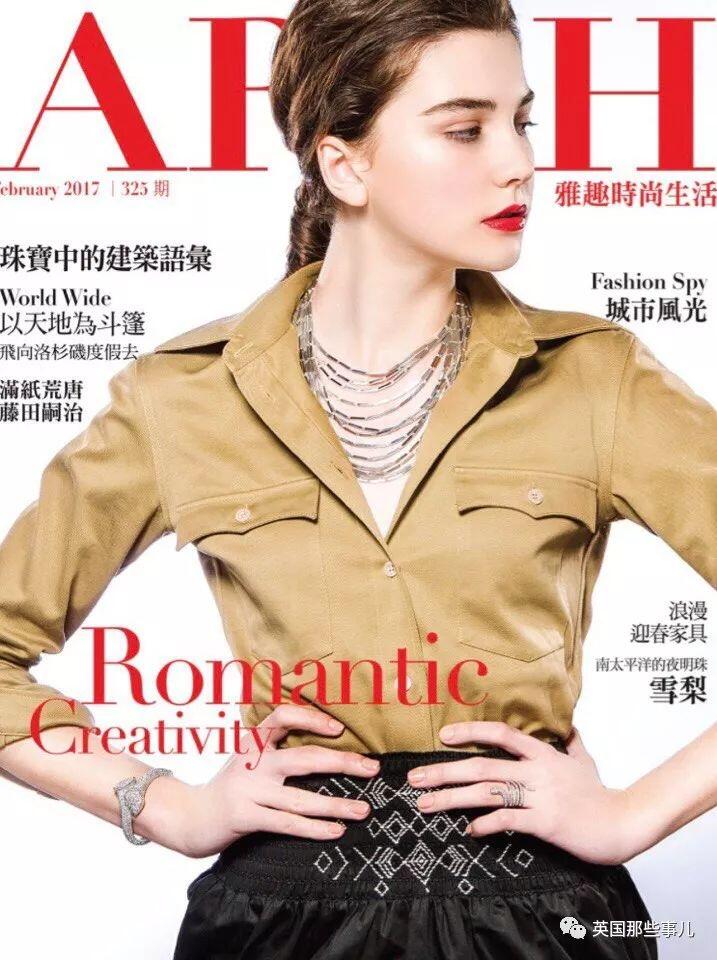 February 2017 | 325 期
雅趣時尚生活
珠寶中的建築語彙
World Wide
以天地為斗篷
飛向洛杉磯度假去
滿紙荒唐
藤田嗣治
Fashion Spy
城市風光
Romantic
Creativity
浪漫
迎春家具
南太平洋的夜明珠
雪梨
英国那些事儿